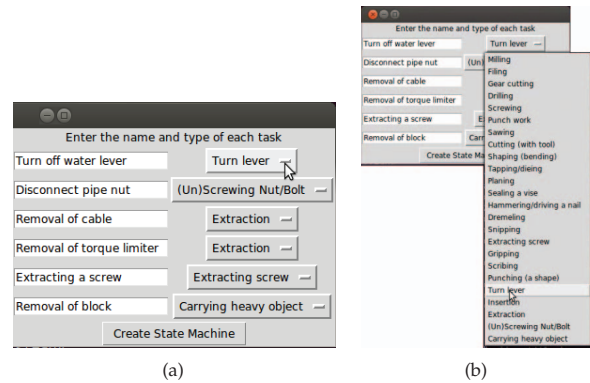 Enter the name and type of each task
Turn off water lever Turn lever
Disconnect pipe nut (Un)Screwing Nut/Bolt
Removal of cable Extraction
Removal of torque limiter Extraction
Extracting a screw Extracting screw
Removal of block Carrying heavy object
Create State Machine
(a)
Enter the name and type of each task
Turn off water lever Turn lever
Disconnect pipe nut (Un)
Removal of cable
Removal of torque limiter
Extracting a screw E
Removal of block Carr
Create State Ma
Milling
Filing
Gear cutting
Drilling
Screwing
Punch work
Sawing
Cutting (with tool)
Shaping (bending)
Tapping/dieing
Planing
Sealing a vise
Hammering/driving a nail
Dremeling
Snipping
Extracting screw
Gripping
Scribing
Punching (a shape)
Turn lever
Insertion
Extraction
(Un)Screwing Nut/Bolt
Carrying heavy object
(b)